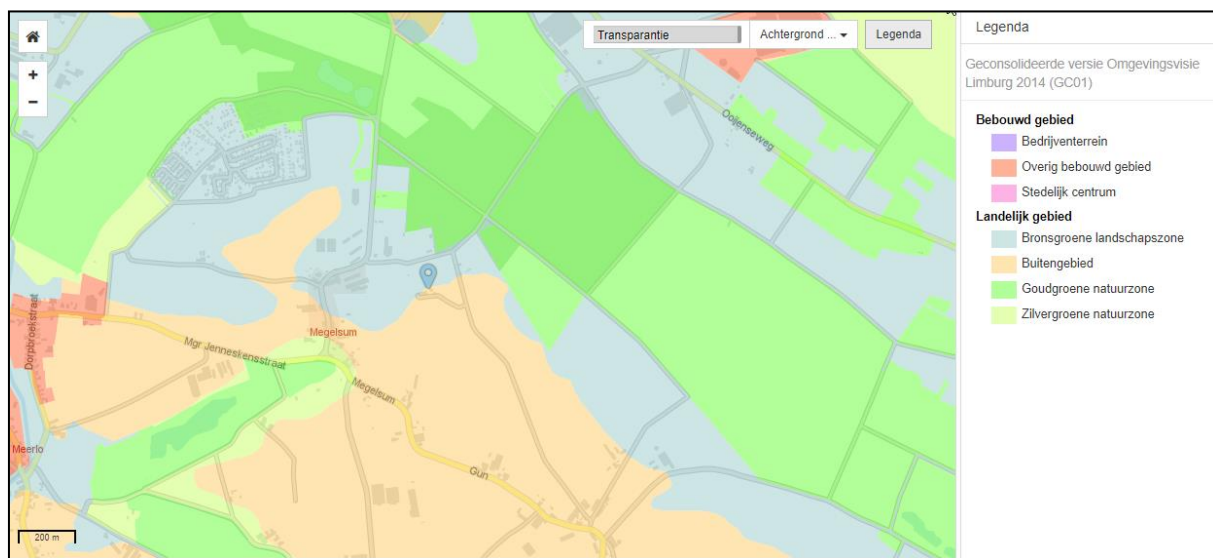 Transparantie
Achtergrond ...
Legenda
Ooijenseweg
Dorpbroekstraat
Megelsum
Mgr Jenneskensstraat
Megelsum
Meerlo
Gun
200 m
Legenda
Geconsolideerde versie Omgevingsvisie
Limburg 2014 (GC01)
Bebouwd gebied
Bedrijventerrein
Overig bebouwd gebied
Stedelijk centrum
Landelijk gebied
Bronsgroene landschapszone
Buitengebied
Goudgroene natuurzone
Zilvergroene natuurzone